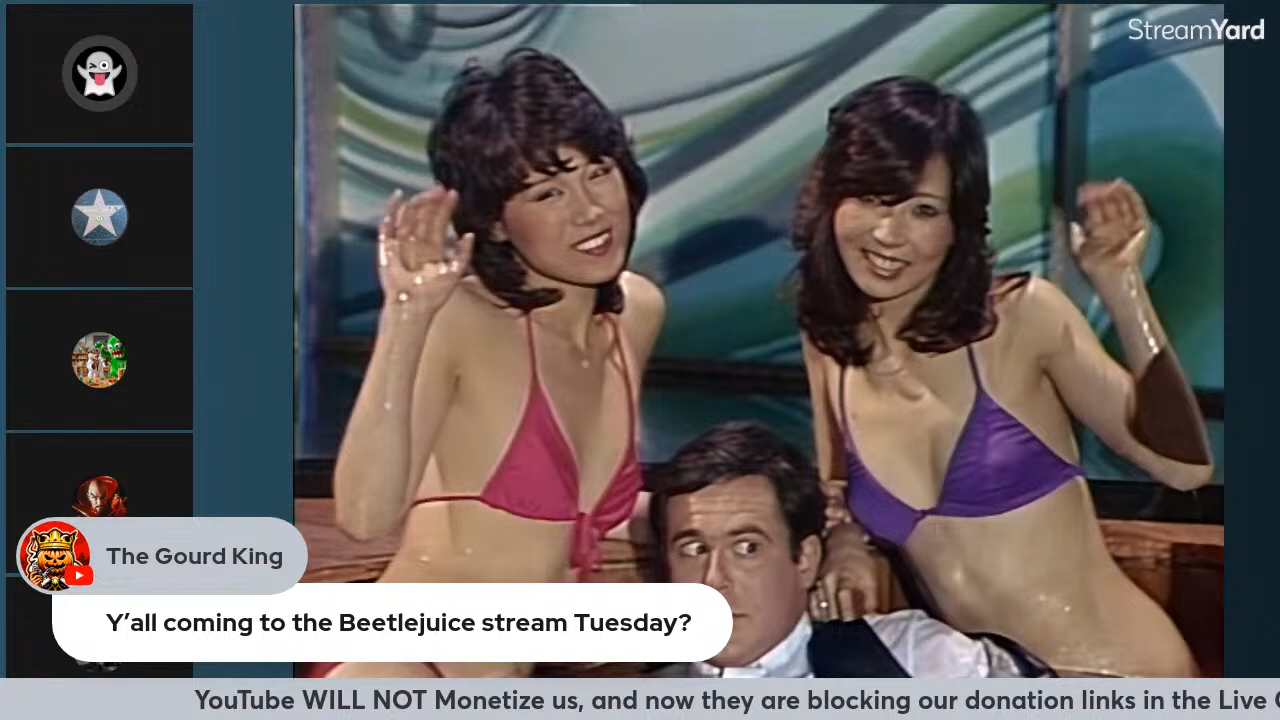 StreamYard
The Gourd King
Y’all coming to the Beetlejuice stream Tuesday?
YouTube WILL NOT Monetize us, and now they are blocking our donation links in the Live